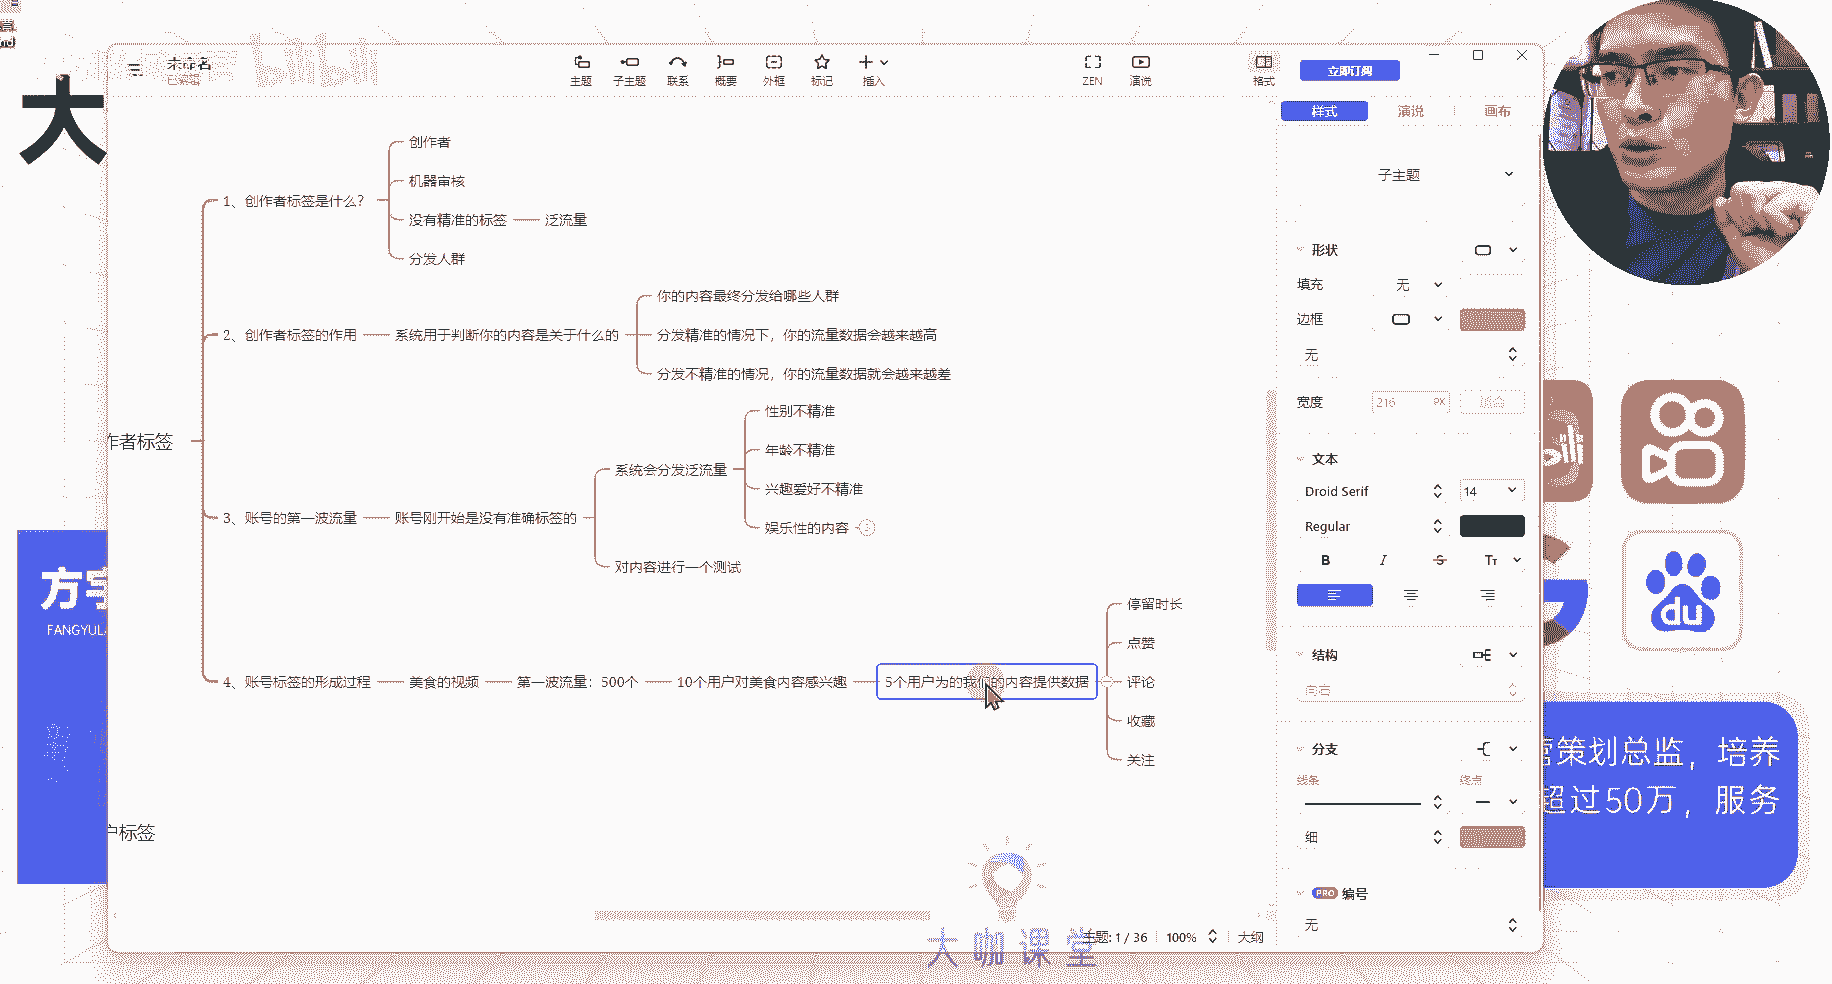 大
bilibili
未命名
已编辑
主题
子主题
联系
概要
外框
标记
插入
ZEN
演说
格式
立即订阅
样式
演说
画布
子主题
形状
填充
无
边框
无
宽度
216
PX
文本
Droid Serif
14
Regular
B
I
S
TT
结构
分支
线条
终点
细
PRO
编号
无
创作者
机器审核
1、创作者标签是什么?
没有精准的标签
泛流量
分发人群
你的内容最终分发给哪些人群
2、创作者标签的作用
系统用于判断你的内容是关于什么的
分发精准的情况下，你的流量数据会越来越高
分发不精准的情况，你的流量数据就会越来越差
性别不精准
年龄不精准
作者标签
系统会分发泛流量
兴趣爱好不精准
3、账号的第一波流量
账号刚开始是没有准确标签的
娱乐性的内容
对内容进行一个测试
停留时长
点赞
4、账号标签的形成过程
美食的视频
第一波流量：500个
10个用户对美食内容感兴趣
5个用户为的我们的内容提供数据
评论
收藏
关注
户标签
FANGYUL
du
营策划总监，培养
超过50万，服务
主题: 1 / 36
100%
大纲
大咖课堂